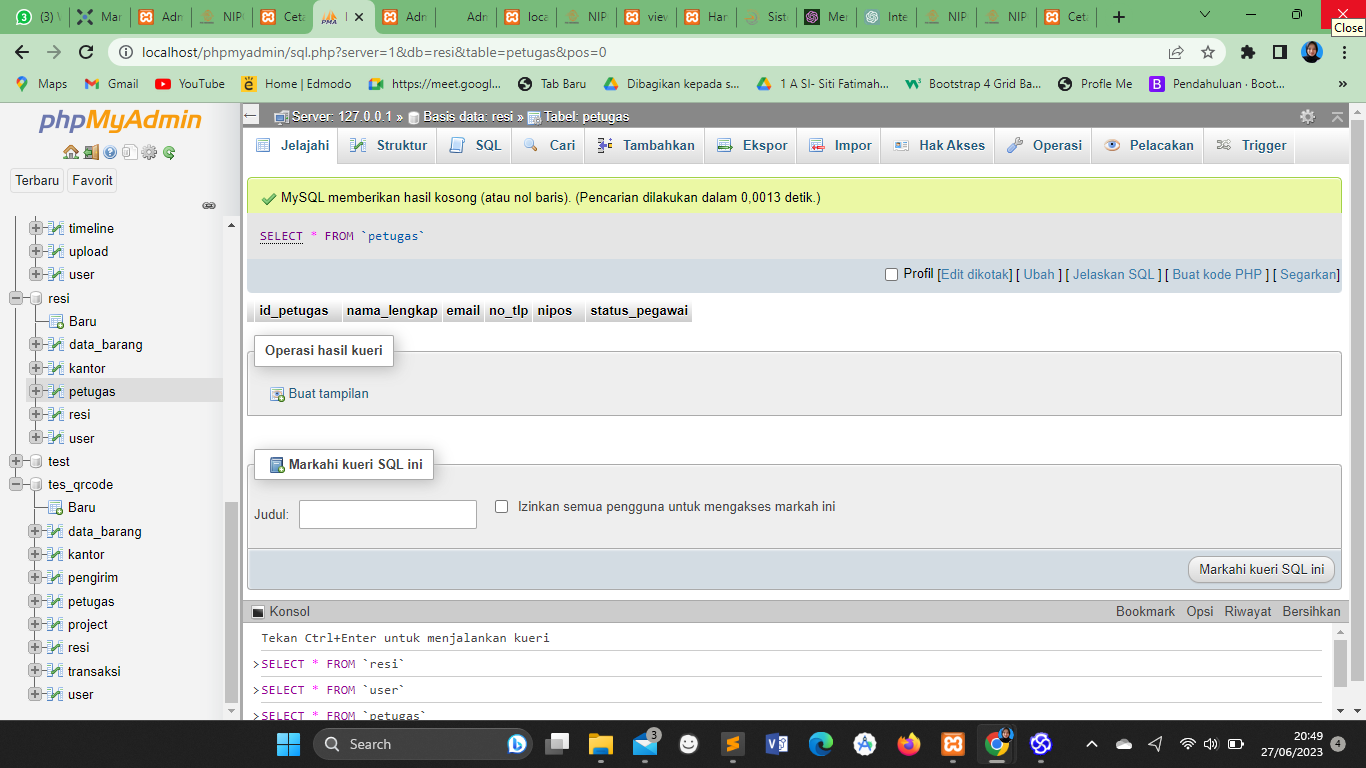 3 (3) W Mar Adn NIP Ceta Adn Adn loca NIP view Har Sist Mer Inte NIP NIP Ceta
Close
localhost/phpmyadmin/sql.php?server=1&db=resi&table=petugas&pos=0
Maps Gmail YouTube Home | Edmodo https://meet.googl... Tab Baru Dibagikan kepada s... 1 A SI- Siti Fatimah... Bootstrap 4 Grid Ba... Profle Me Pendahuluan · Boot... »
phpMyAdmin
Terbaru Favorit
timeline
upload
user
resi
Baru
data_barang
kantor
petugas
resi
user
test
tes_qrcode
Baru
data_barang
kantor
pengirim
petugas
project
resi
transaksi
user
Server: 127.0.0.1 » Basis data: resi » Tabel: petugas
Jelajahi Struktur SQL Cari Tambahkan Ekspor Impor Hak Akses Operasi Pelacakan Trigger
MySQL memberikan hasil kosong (atau nol baris). (Pencarian dilakukan dalam 0,0013 detik.)
SELECT * FROM `petugas`
Profil [Edit dikotak] [ Ubah ] [ Jelaskan SQL ] [ Buat kode PHP ] [ Segarkan]
id_petugas nama_lengkap email no_tlp nipos status_pegawai
Operasi hasil kueri
Buat tampilan
Markahi kueri SQL ini
Judul: Izinkan semua pengguna untuk mengakses markah ini
Markahi kueri SQL ini
Konsol Bookmark Opsi Riwayat Bersihkan
Tekan Ctrl+Enter untuk menjalankan kueri
>SELECT * FROM `resi`
>SELECT * FROM `user`
>SELECT * FROM `petugas`
Search 3 20:49
27/06/2023 4